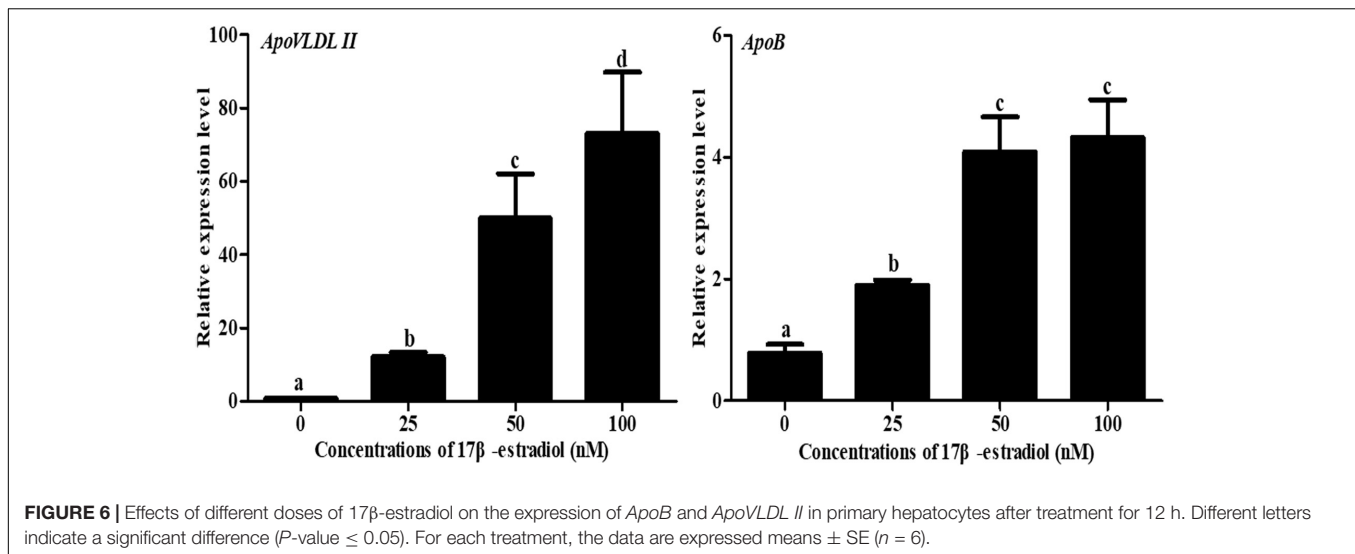 ApoVLDL II
100
80
60
40
20
0
Relative expression level
a
b
c
d
0 25 50 100
Concentrations of 17β -estradiol (nM)
ApoB
6
4
2
0
Relative expression level
a
b
c
c
0 25 50 100
Concentrations of 17β -estradiol (nM)
FIGURE 6 | Effects of different doses of 17β-estradiol on the expression of ApoB and ApoVLDL II in primary hepatocytes after treatment for 12 h. Different letters
indicate a significant difference (P-value ≤ 0.05). For each treatment, the data are expressed means ± SE (n = 6).